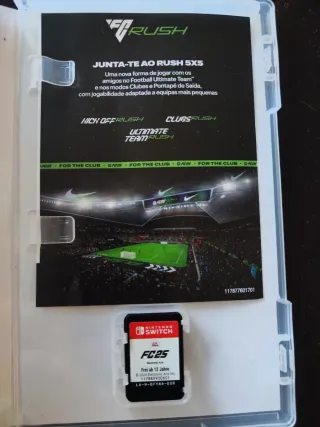 RUSH
JUNTA-TE AO RUSH 5X5
Uma nova forma de jogar com os
amigos no Football Ultimate Team™
e nos modos Clubes e Pontapé de Saída,
com jogabilidade adaptada a equipas mais pequenas.
KICK OFF RUSH
CLUBS RUSH
ULTIMATE
TEAM RUSH
FOR THE CLUB FOR THE CLUB FOR THE CLUB
117877601701
NINTENDO
SWITCH
FC25